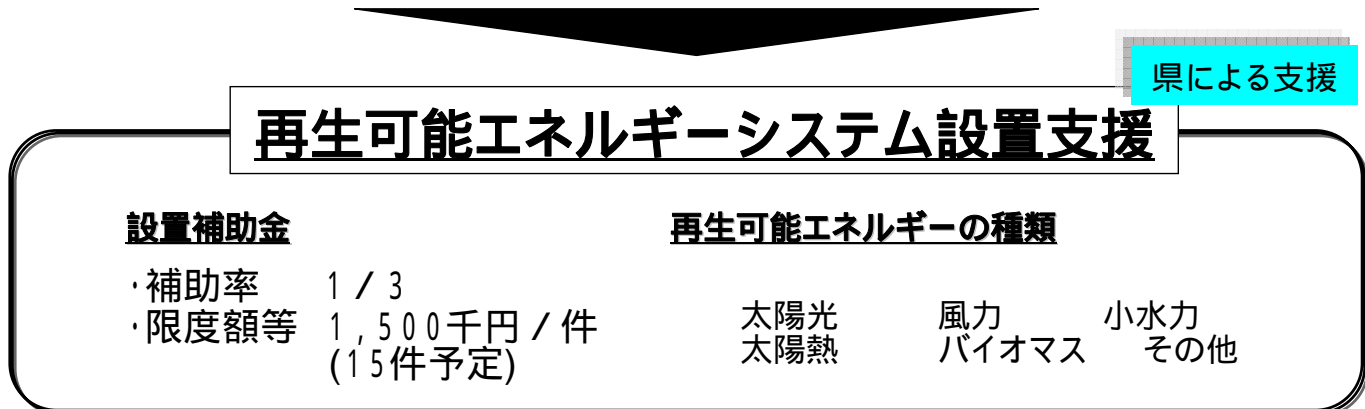 県による支援
再生可能エネルギーシステム設置支援
設置補助金
・補助率　1/3
・限度額等　1,500千円/件
(15件予定)
再生可能エネルギーの種類
太陽光　風力　小水力
太陽熱　バイオマス　その他